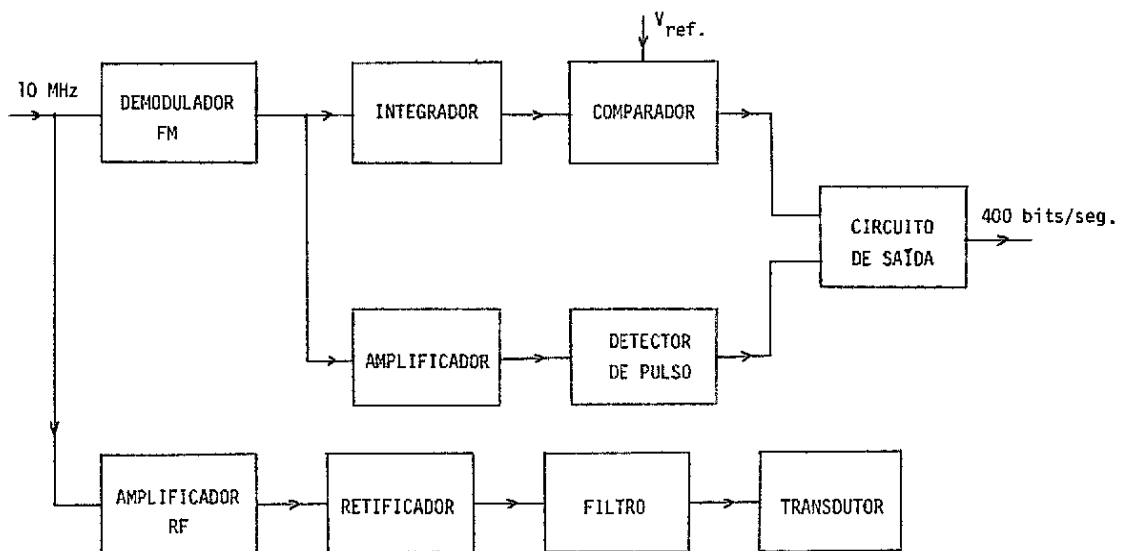 V ref.
10 MHz
DEMODULADOR
FM
INTEGRADOR
COMPARADOR
CIRCUITO
DE SAÍDA
400 bits/seg.
AMPLIFICADOR
DETECTOR
DE PULSO
AMPLIFICADOR
RF
RETIFICADOR
FILTRO
TRANSDUTOR